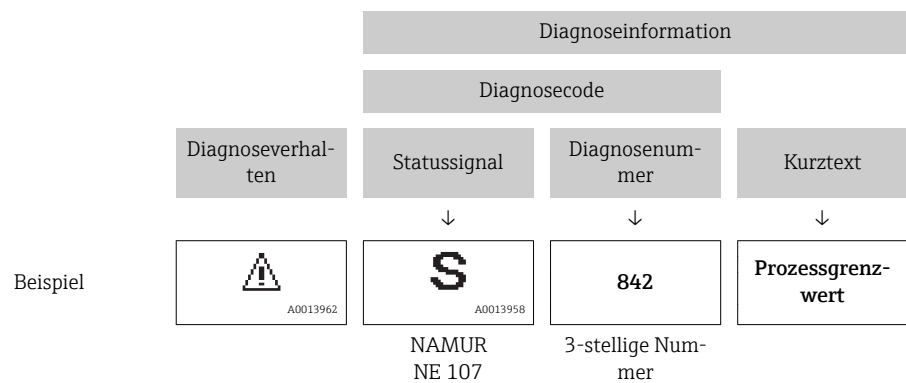 Diagnoseinformation
Diagnosecode
Diagnoseverhal-
ten
Statussignal
Diagnosenum-
mer
Kurztext
↓ ↓ ↓
Beispiel
A0013962
S
A0013958
842
Prozessgrenz-
wert
NAMUR
NE 107
3-stellige Num-
mer